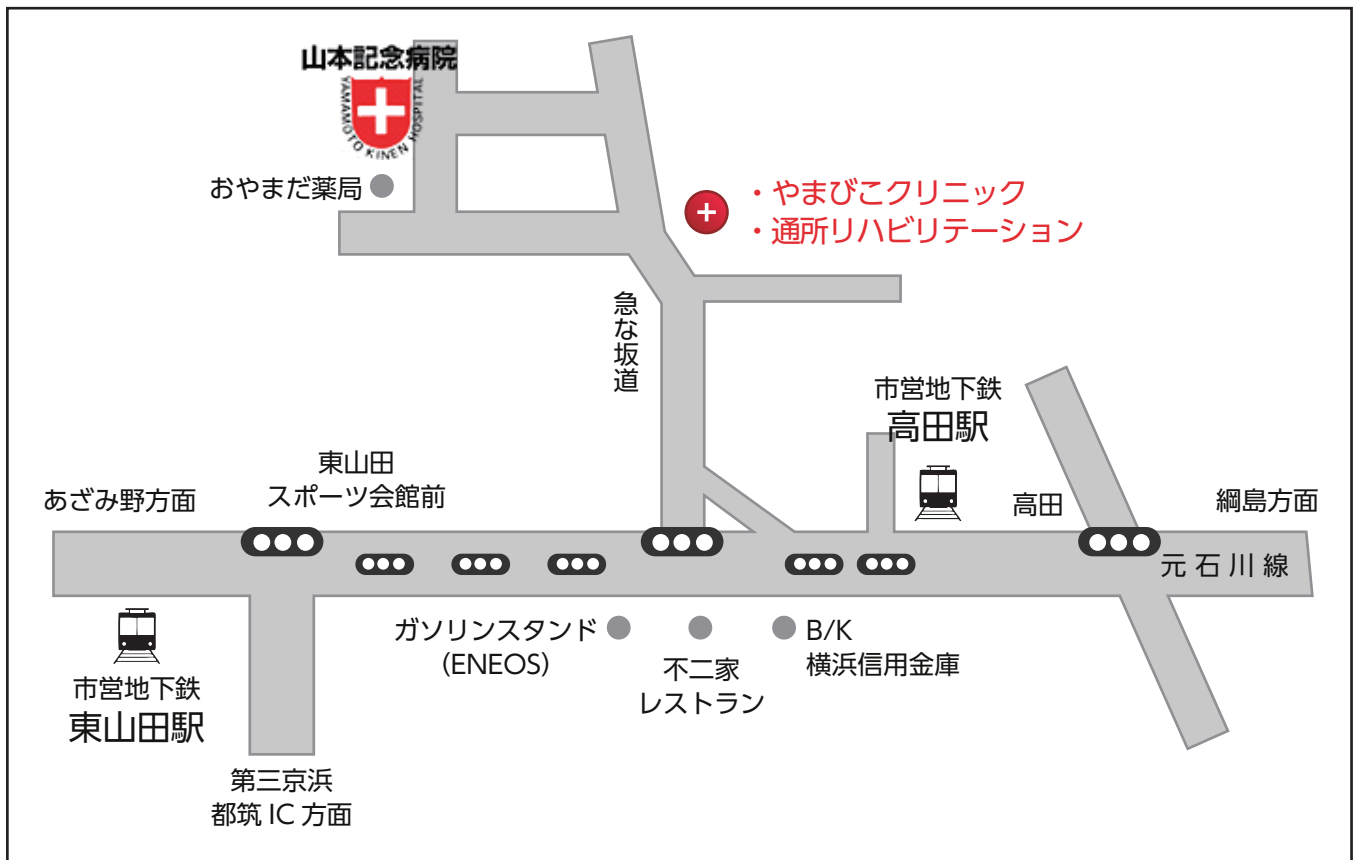 山本記念病院
YAMAMOTO KINEN HOSPITAL
おやまだ薬局
・やまびこクリニック
・通所リハビリテーション
急な坂道
市営地下鉄
高田駅
東山田
スポーツ会館前
あざみ野方面
高田
綱島方面
元石川線
ガソリンスタンド
(ENEOS)
不二家
レストラン
B/K
横浜信用金庫
市営地下鉄
東山田駅
第三京浜
都筑 IC 方面